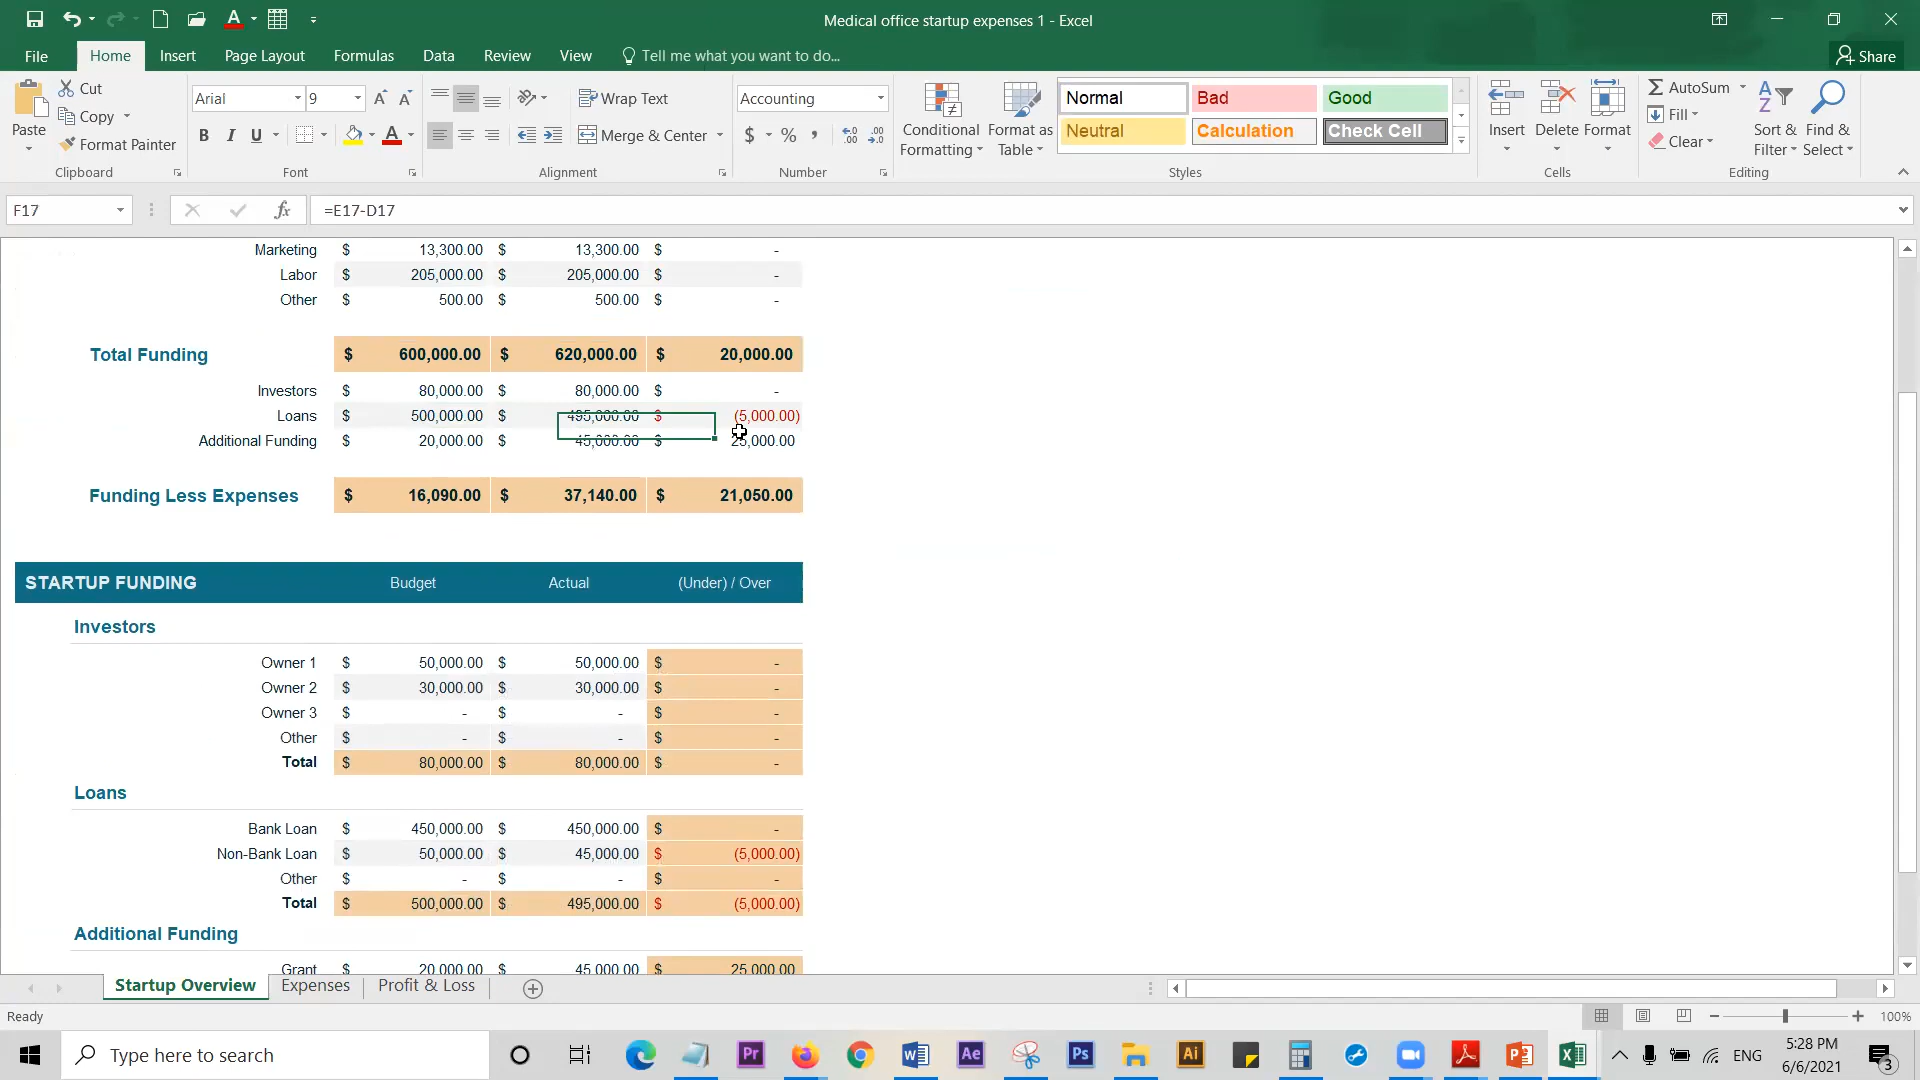 Medical office startup expenses 1 - Excel
File Home Insert Page Layout Formulas Data Review View Tell me what you want to do... Share
Paste
Cut
Copy
Format Painter
Clipboard
Arial 9
B I U
Font
Wrap Text
Merge & Center
Alignment
Accounting
$ % ,
Number
Conditional Formatting
Format as Table
Normal Bad Good
Neutral Calculation Check Cell
Styles
Insert Delete Format
Cells
AutoSum
Fill
Clear
Sort & Filter
Find & Select
Editing
F17 =E17-D17
Marketing $ 13,300.00 $ 13,300.00 $ -
Labor $ 205,000.00 $ 205,000.00 $ -
Other $ 500.00 $ 500.00 $ -
Total Funding $ 600,000.00 $ 620,000.00 $ 20,000.00
Investors $ 80,000.00 $ 80,000.00 $ -
Loans $ 500,000.00 $ 495,000.00 $ (5,000.00)
Additional Funding $ 20,000.00 $ 45,000.00 $ 25,000.00
Funding Less Expenses $ 16,090.00 $ 37,140.00 $ 21,050.00
STARTUP FUNDING Budget Actual (Under) / Over
Investors
Owner 1 $ 50,000.00 $ 50,000.00 $ -
Owner 2 $ 30,000.00 $ 30,000.00 $ -
Owner 3 $ - $ - $ -
Other $ - $ - $ -
Total $ 80,000.00 $ 80,000.00 $ -
Loans
Bank Loan $ 450,000.00 $ 450,000.00 $ -
Non-Bank Loan $ 50,000.00 $ 45,000.00 $ (5,000.00)
Other $ - $ - $ -
Total $ 500,000.00 $ 495,000.00 $ (5,000.00)
Additional Funding
Grant $ 20,000.00 $ 45,000.00 $ 25,000.00
Startup Overview Expenses Profit & Loss
Ready 100%
Type here to search
Pr Ae Ps Ai
ENG
5:28 PM
6/6/2021
3